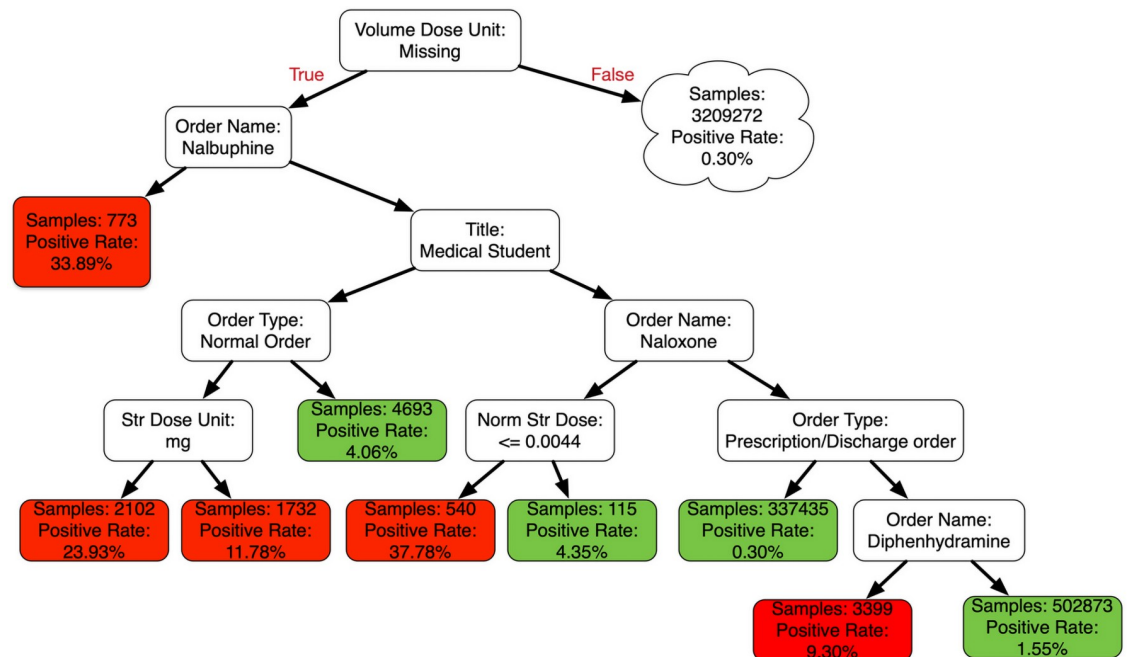 Volume Dose Unit:
Missing
True
False
Samples:
3209272
Positive Rate:
0.30%
Order Name:
Nalbuphine
Samples: 773
Positive Rate:
33.89%
Title:
Medical Student
Order Type:
Normal Order
Order Name:
Naloxone
Str Dose Unit:
mg
Samples: 4693
Positive Rate:
4.06%
Norm Str Dose:
<= 0.0044
Order Type:
Prescription/Discharge order
Samples: 2102
Positive Rate:
23.93%
Samples: 1732
Positive Rate:
11.78%
Samples: 540
Positive Rate:
37.78%
Samples: 115
Positive Rate:
4.35%
Samples: 337435
Positive Rate:
0.30%
Order Name:
Diphenhydramine
Samples: 3399
Positive Rate:
9.30%
Samples: 502873
Positive Rate:
1.55%